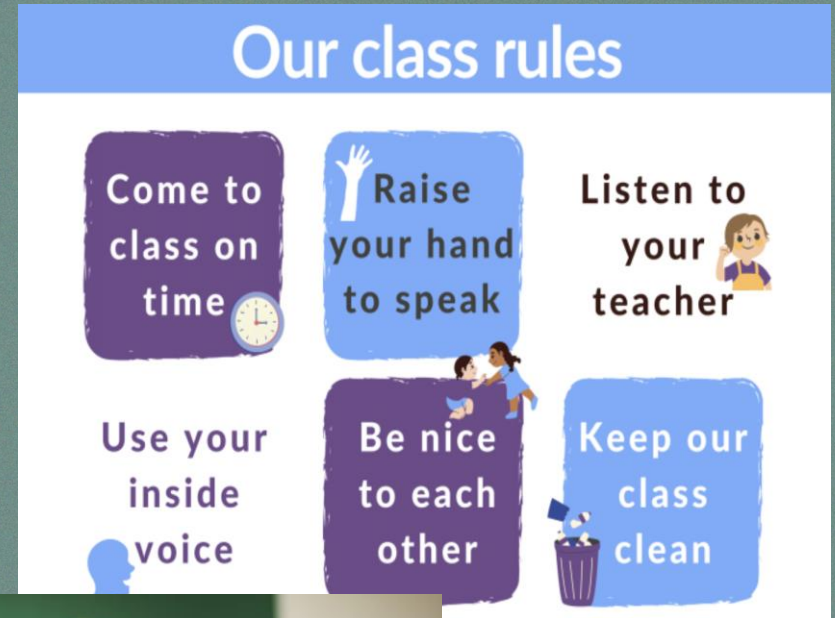 Our class rules
Come to
class on
time
Raise
your hand
to speak
Listen to
your
teacher
Use your
inside
voice
Be nice
to each
other
Keep our
class
clean